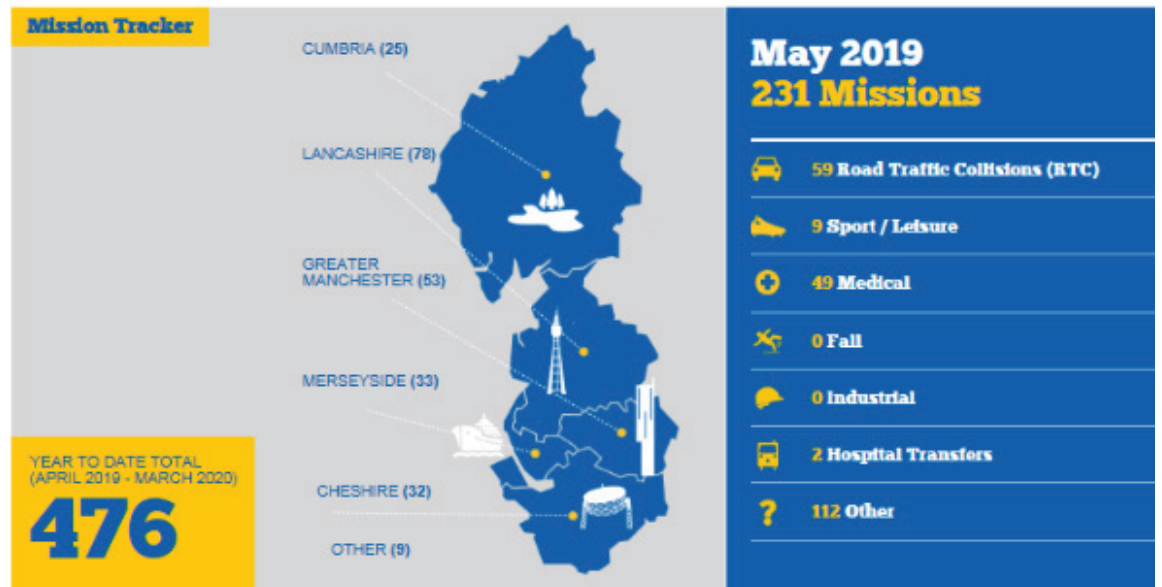 Mission Tracker
CUMBRIA (25)
LANCASHIRE (78)
GREATER
MANCHESTER (53)
MERSEYSIDE (33)
CHESHIRE (32)
OTHER (9)
YEAR TO DATE TOTAL
(APRIL 2019 - MARCH 2020)
476
May 2019
231 Missions
59 Road Traffic Collisions (RTC)
9 Sport / Leisure
49 Medical
0 Fall
0 Industrial
2 Hospital Transfers
? 112 Other